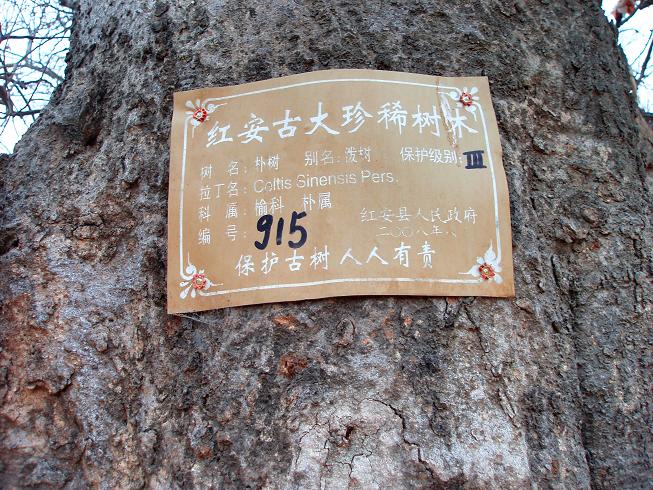 红安古大珍稀树木
树 名：朴树 别名：泼树 保护级别：III
拉丁名：Celtis Sinensis Pers.
科 属：愉科 朴属
编 号：915
红安县人民政府
二〇〇八年
保护古树人人有责